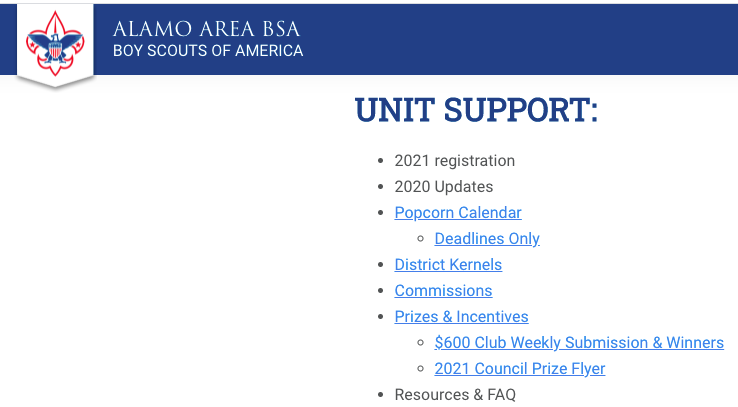 ALAMO AREA BSA
BOY SCOUTS OF AMERICA
UNIT SUPPORT:
2021 registration
2020 Updates
Popcorn Calendar
Deadlines Only
District Kernels
Commissions
Prizes & Incentives
$600 Club Weekly Submission & Winners
2021 Council Prize Flyer
Resources & FAQ